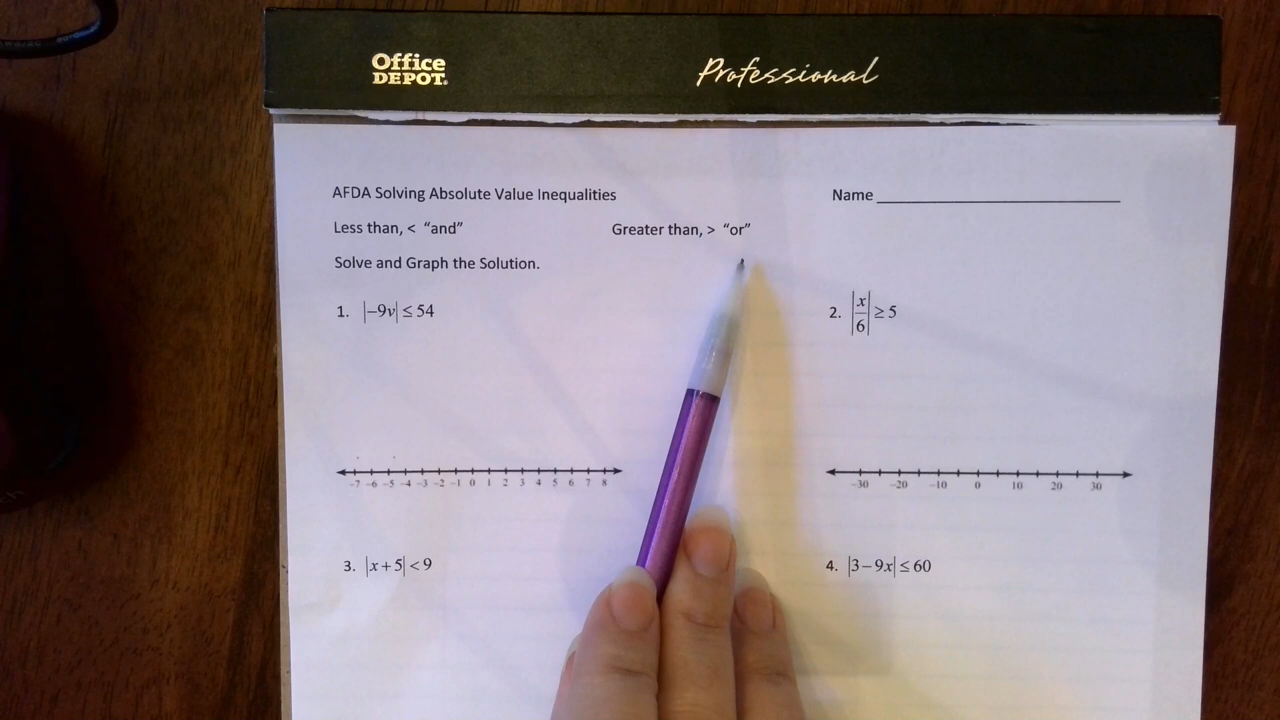 Office
DEPOT.
Professional
AFDA Solving Absolute Value Inequalities
Name ____________________
Less than, < “and”
Greater than, > “or”
Solve and Graph the Solution.
1. |−9v| ≤ 54
2. |x/6| ≥ 5
−7 −6 −5 −4 −3 −2 −1 0 1 2 3 4 5 6 7 8
−30 −20 −10 0 10 20 30
3. |x+5| < 9
4. |3−9x| ≤ 60